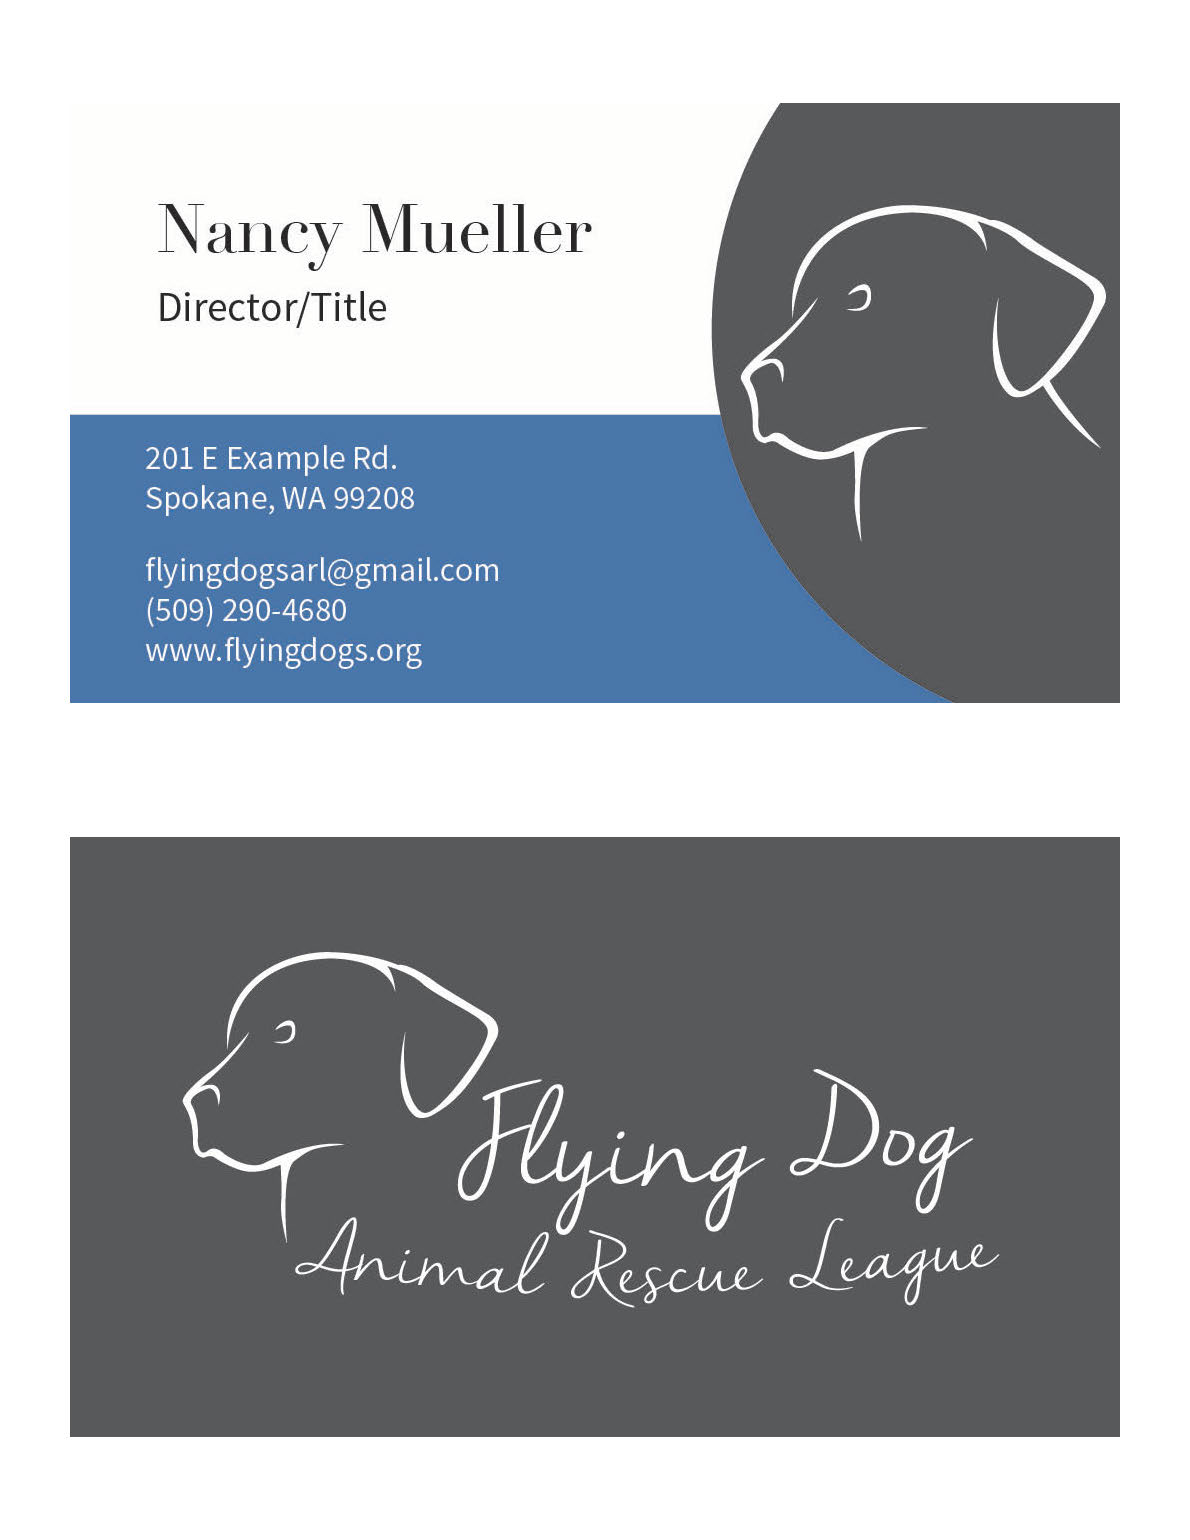 Nancy Mueller
Director/Title
201 E Example Rd.
Spokane, WA 99208
flyingdogsarl@gmail.com
(509) 290-4680
www.flyingdogs.org
Flying Dog
Animal Rescue League